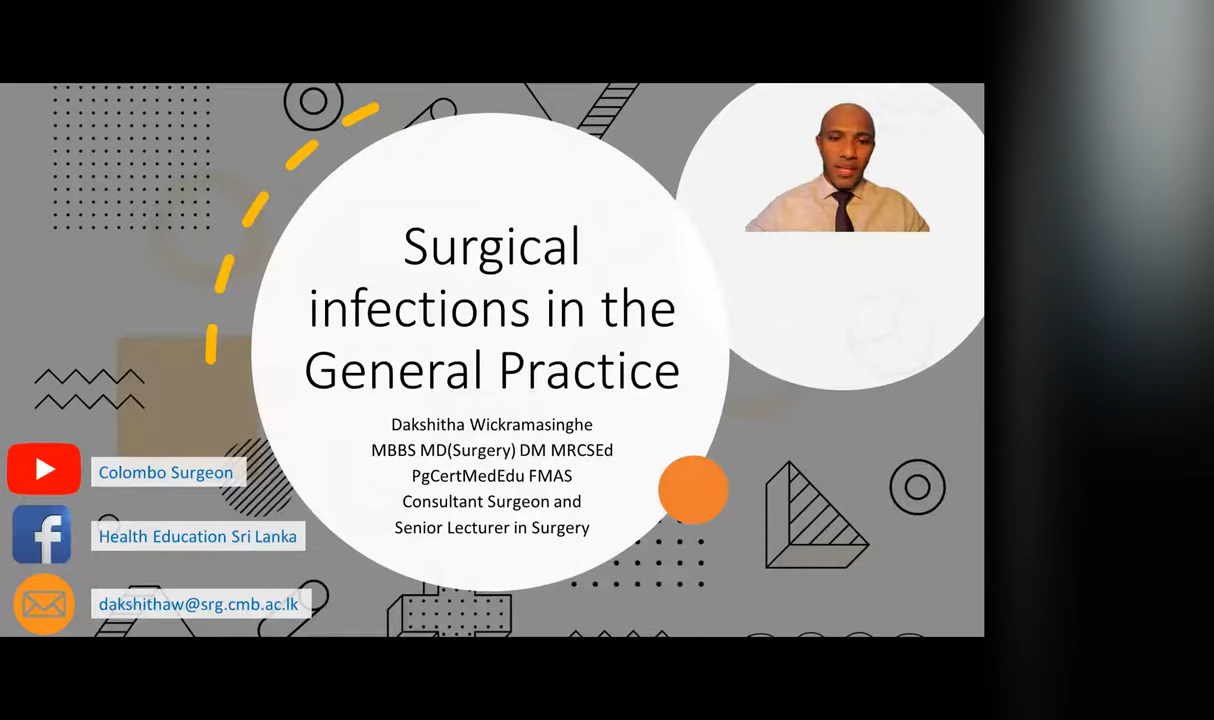 Surgical
infections in the
General Practice
Dakshitha Wickramasinghe
MBBS MD(Surgery) DM MRCSEd
PgCertMedEdu FMAS
Consultant Surgeon and
Senior Lecturer in Surgery
Colombo Surgeon
f
Health Education Sri Lanka
dakshithaw@srg.cmb.ac.lk